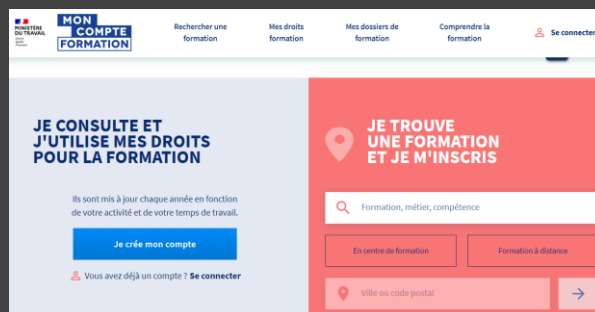 MINISTÈRE
DU TRAVAIL
MON
COMPTE
FORMATION
Rechercher une
formation
Mes droits
formation
Mes dossiers de
formation
Comprendre la
formation
Se connecter
JE CONSULTE ET
J'UTILISE MES DROITS
POUR LA FORMATION
Ils sont mis à jour chaque année en fonction
de votre activité et de votre temps de travail.
Je crée mon compte
Vous avez déjà un compte ? Se connecter
JE TROUVE
UNE FORMATION
ET JE M'INSCRIS
Formation, métier, compétence
En centre de formation
Formation à distance
Ville ou code postal